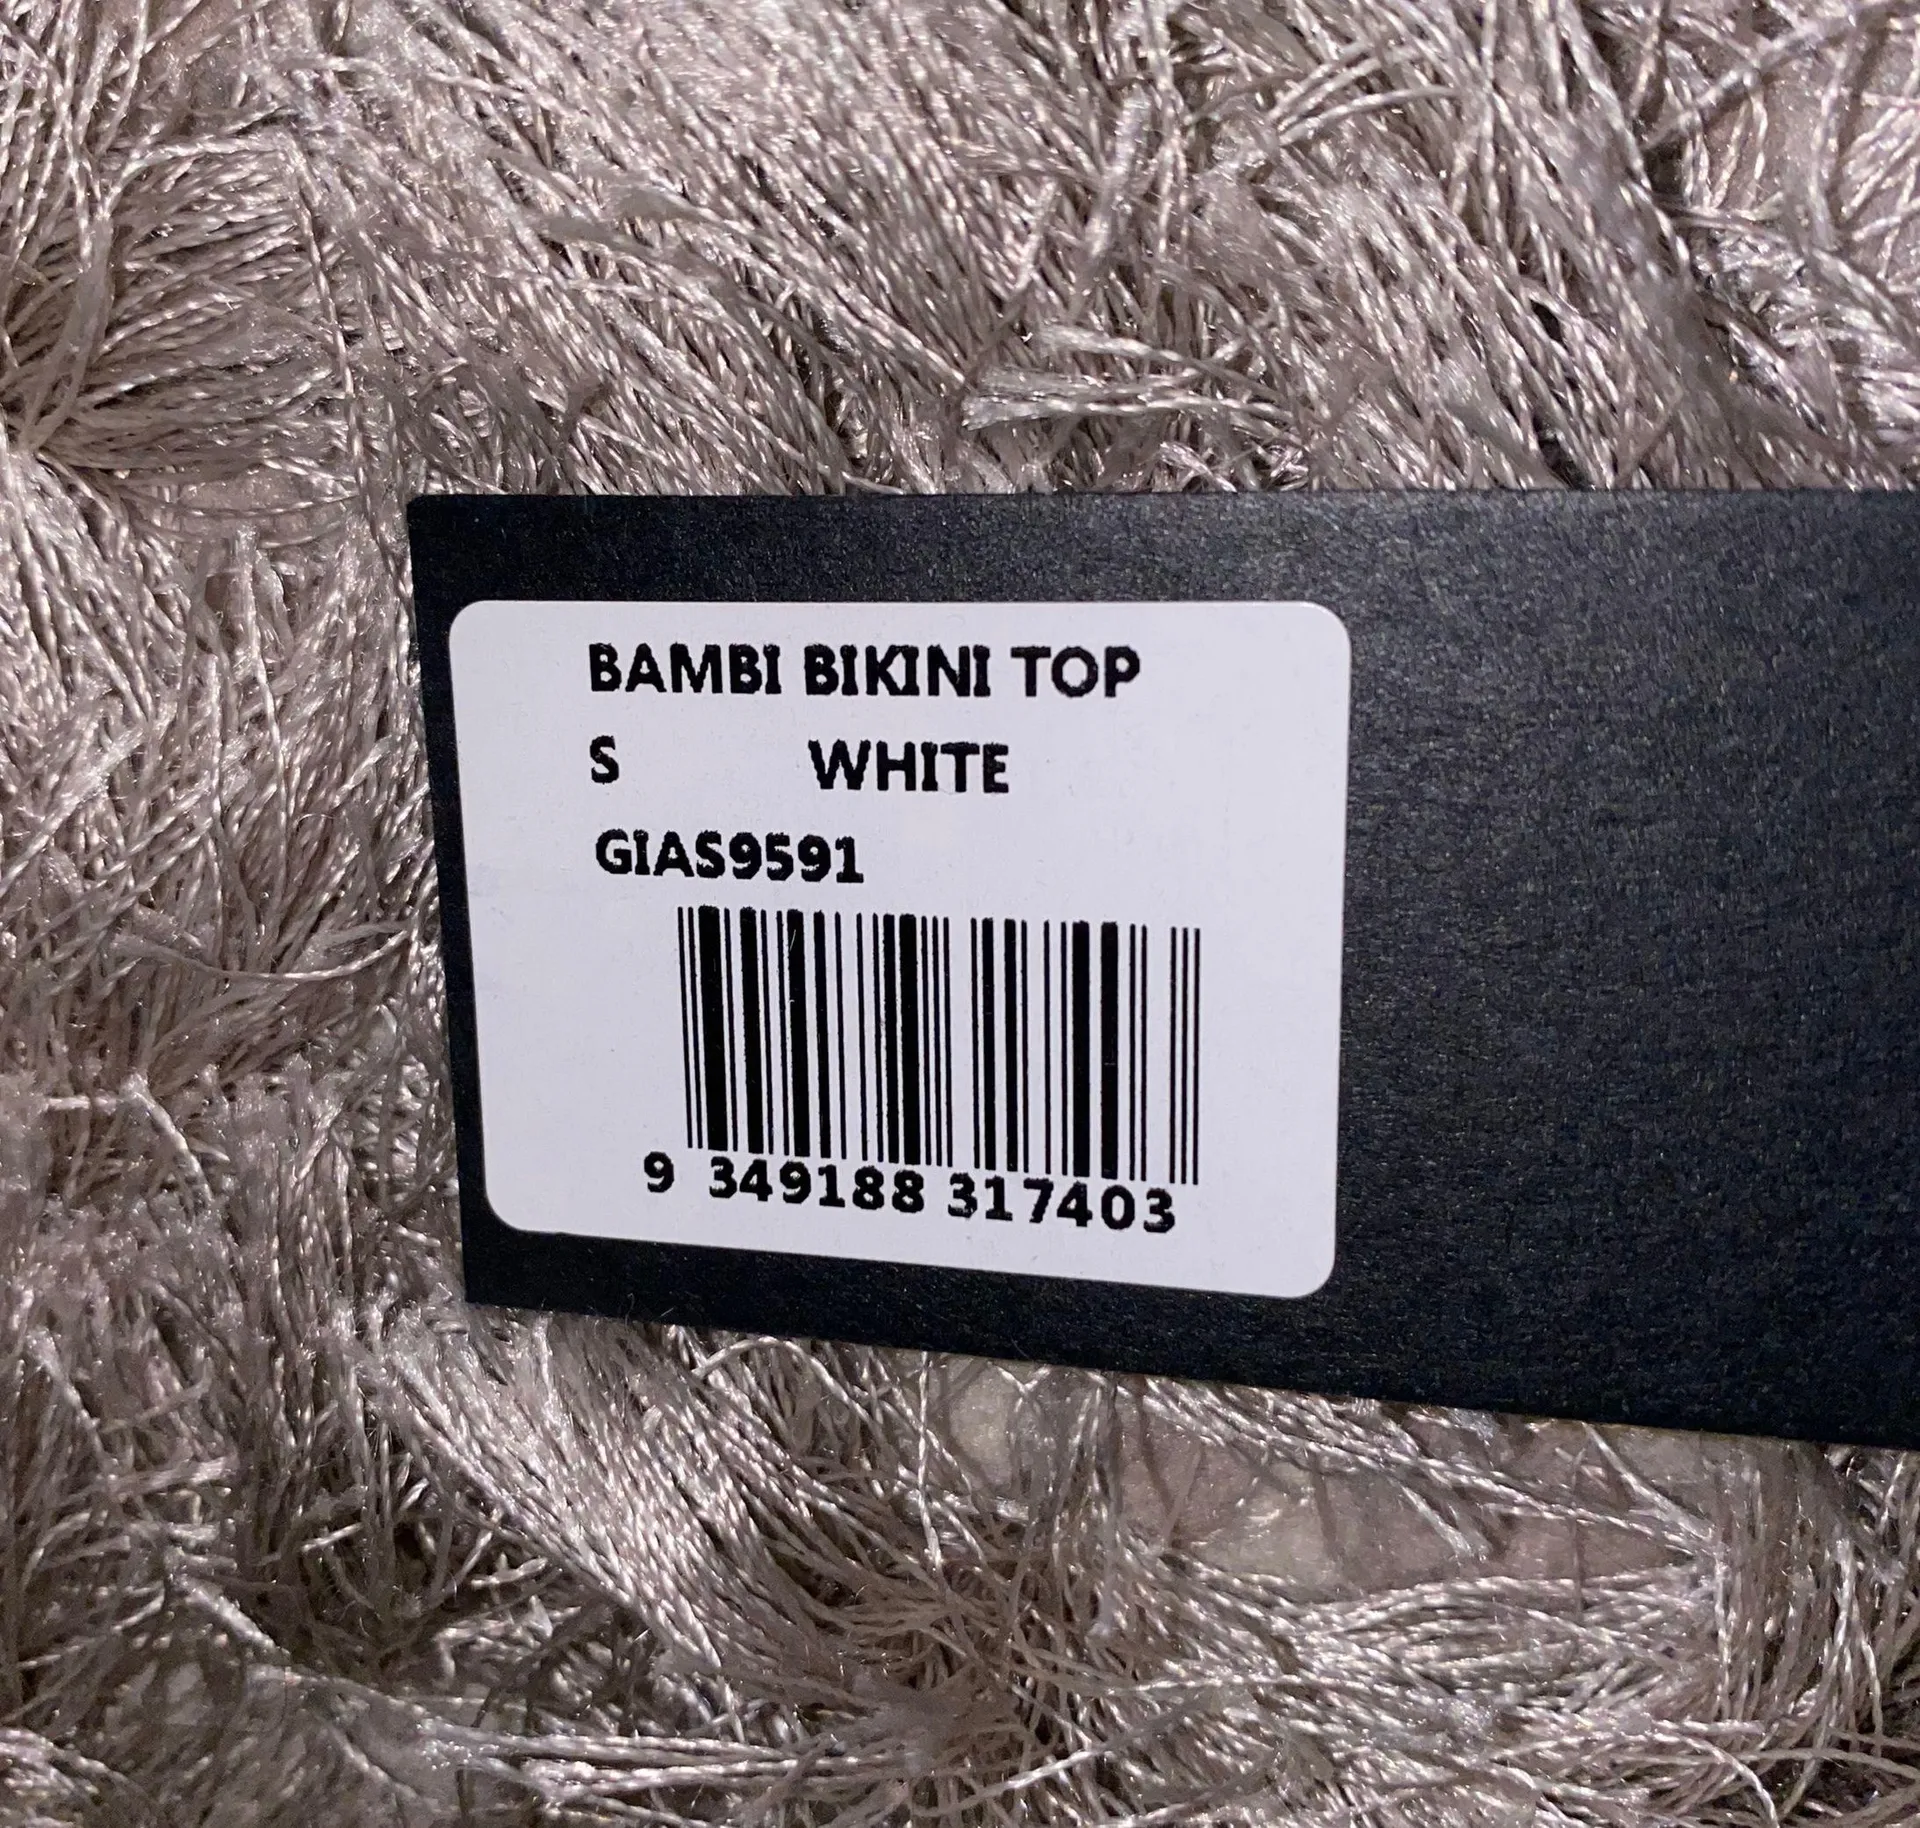 BAMBI BIKINI TOP
S WHITE
GIAS9591
9 349188 317403